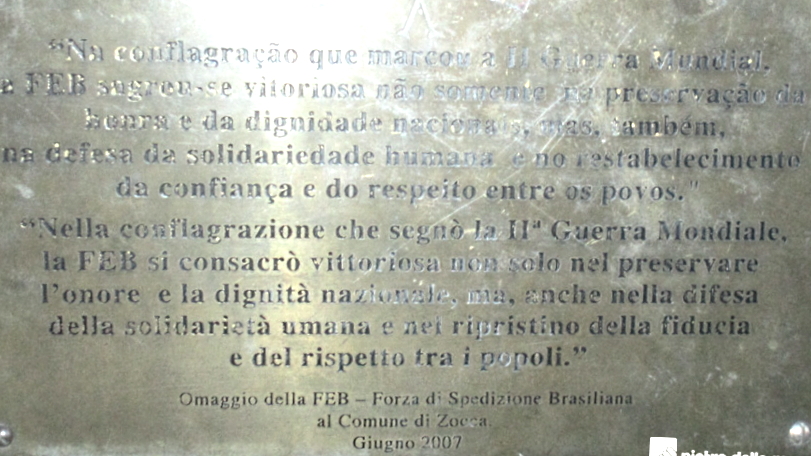 “Na conflagração que marcou a II Guerra Mundial,
a FEB sagrou-se vitoriosa não somente na preservação da
honra e da dignidade nacionais, mas, também,
na defesa da solidariedade humana e no restabelecimento
da confiança e do respeito entre os povos."
“Nella conflagrazione che segnò la IIª Guerra Mondiale,
la FEB si consacrò vittoriosa non solo nel preservare
l’onore e la dignità nazionale, ma, anche nella difesa
della solidarietà umana e nel ripristino della fiducia
e del rispetto tra i popoli.”
Omaggio della FEB – Forza di Spedizione Brasiliana
al Comune di Zocca.
Giugno 2007